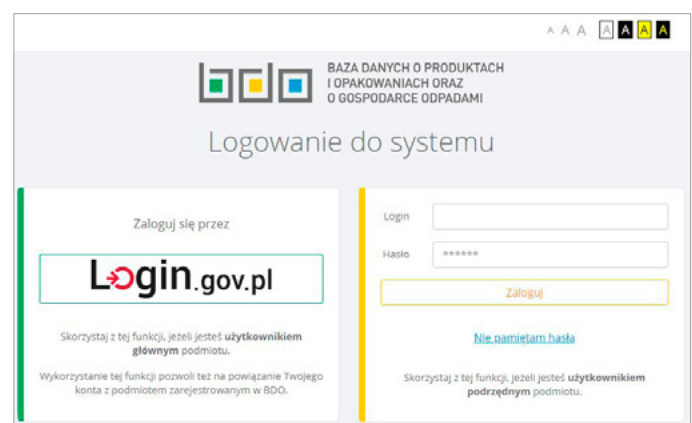 A A A A A A A
bdo
BAZA DANYCH O PRODUKTACH
I OPAKOWANIACH ORAZ
O GOSPODARCE ODPADAMI
Logowanie do systemu
Zaloguj się przez
Login.gov.pl
Skorzystaj z tej funkcji, jeżeli jesteś użytkownikiem
głównym podmiotu.
Wykorzystanie tej funkcji pozwoli też na powiązanie Twojego
konta z podmiotem zarejestrowanym w BDO.
Login
Hasło ******
Zaloguj
Nie pamiętam hasła
Skorzystaj z tej funkcji, jeżeli jesteś użytkownikiem
podrzędnym podmiotu.